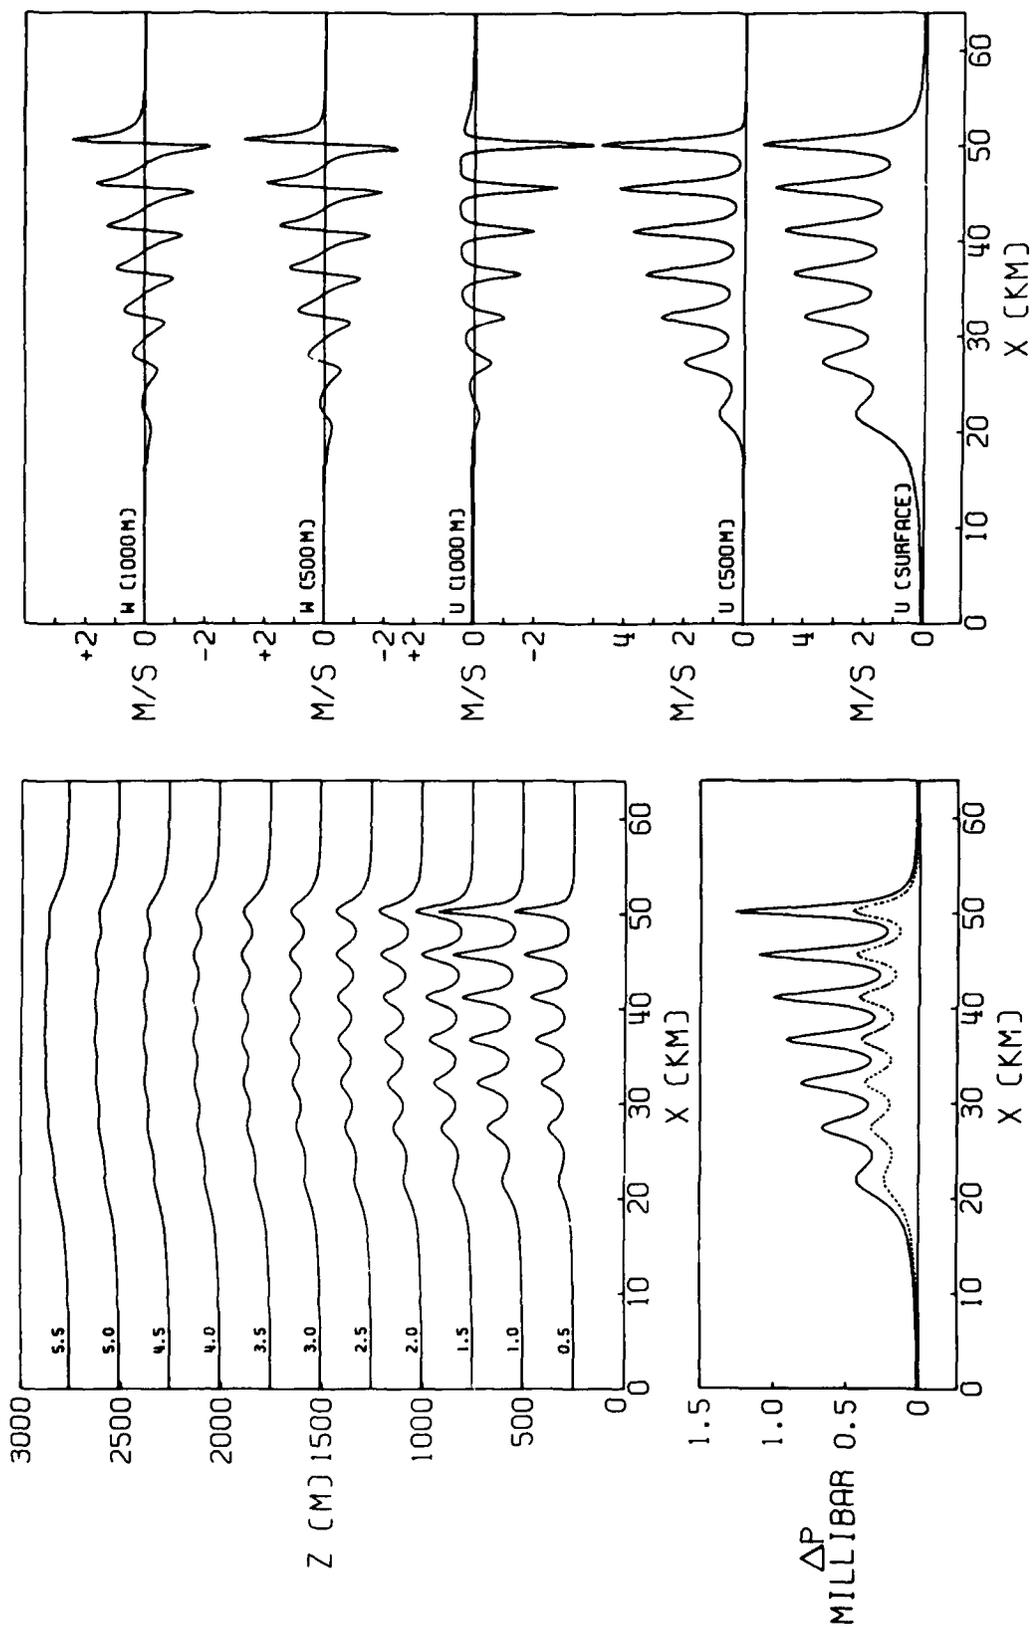 3000
2500
2000
Z (M) 1500
1000
500
0
5.5
5.0
4.5
4.0
3.5
3.0
2.5
2.0
1.5
1.0
0.5
0 10 20 30 40 50 60
X (KM)
1.5
1.0
ΔP
MILLIBAR 0.5
0
0 10 20 30 40 50 60
X (KM)
+2
M/S 0
-2
W (1000M)
+2
M/S 0
-2
W (500M)
+2
M/S 0
-2
U (1000M)
4
M/S 2
0
U (500M)
4
M/S 2
0
U (SURFACE)
0 10 20 30 40 50 60
X (KM)